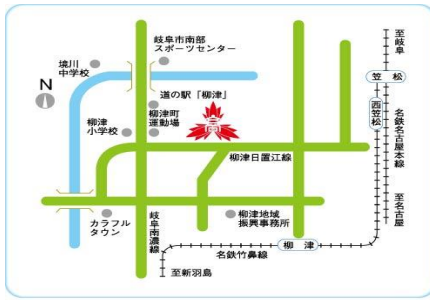 岐阜市南部
スポーツセンター
境川
中学校
至岐阜
笠松
N
道の駅「柳津」
西笠松
名鉄名古屋本線
柳津町
運動場
柳津
小学校
柳津日置江線
至名古屋
カラフル
タウン
岐阜南濃線
柳津地域
振興事務所
柳津
名鉄竹鼻線
至新羽島